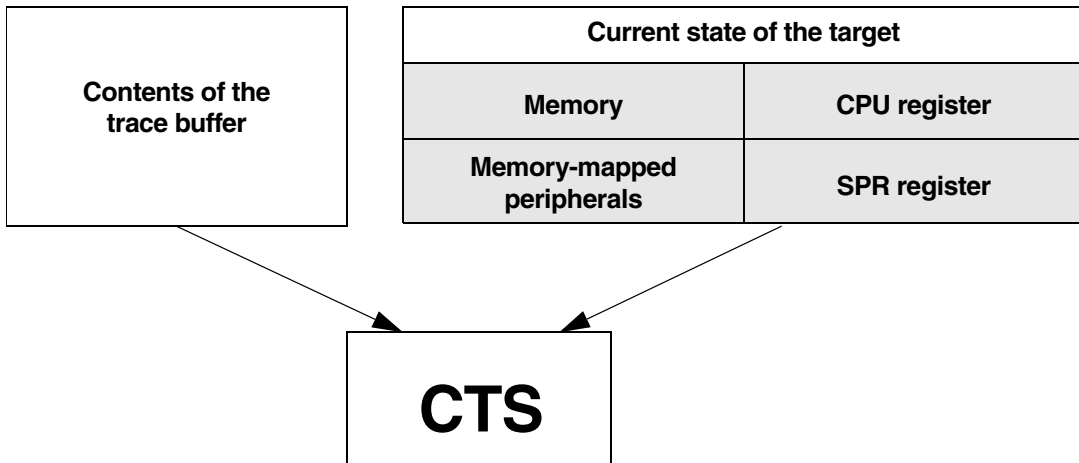 Contents of the
trace buffer
Current state of the target
Memory
CPU register
Memory-mapped
peripherals
SPR register
CTS